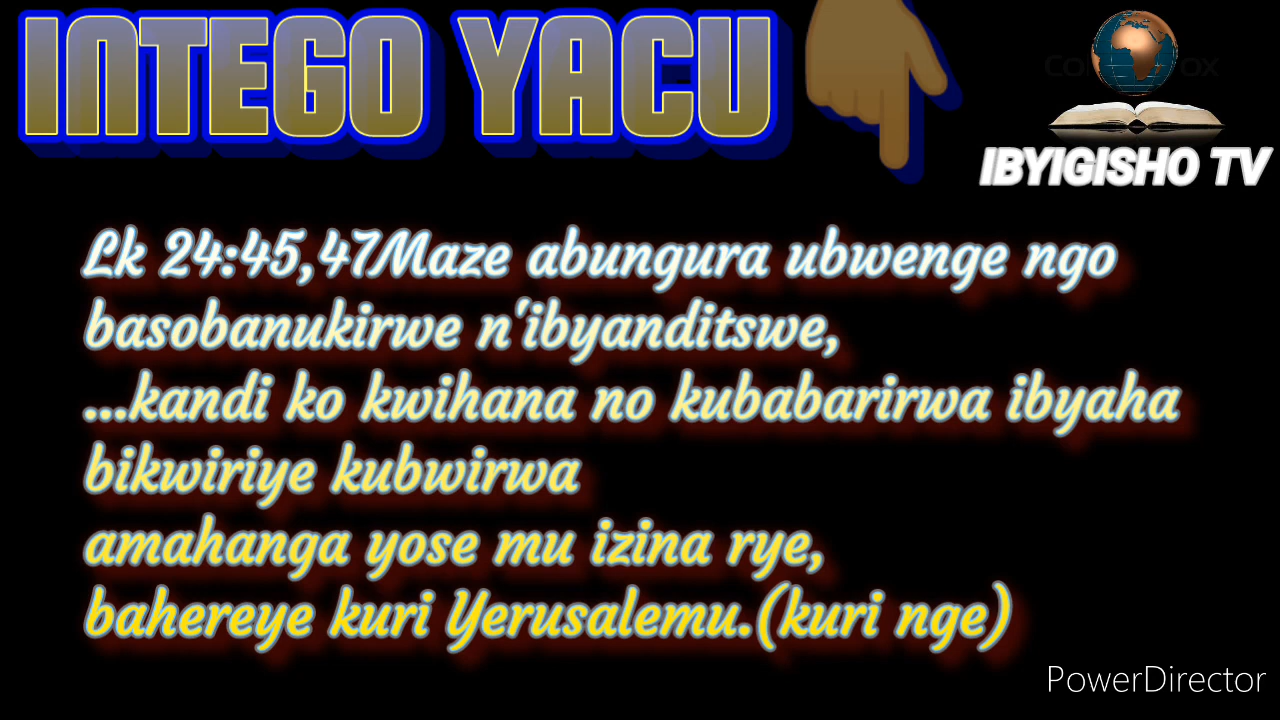 INTEGO YACU
IBYIGISHO TV
Lk 24:45,47Maze abungura ubwenge ngo
basobanukirwe n'ibyanditswe,
...kandi ko kwihana no kubabarirwa ibyaha
bikwiriye kubwirwa
amahanga yose mu izina rye,
bahereye kuri Yerusalemu.(kuri nge)
PowerDirector